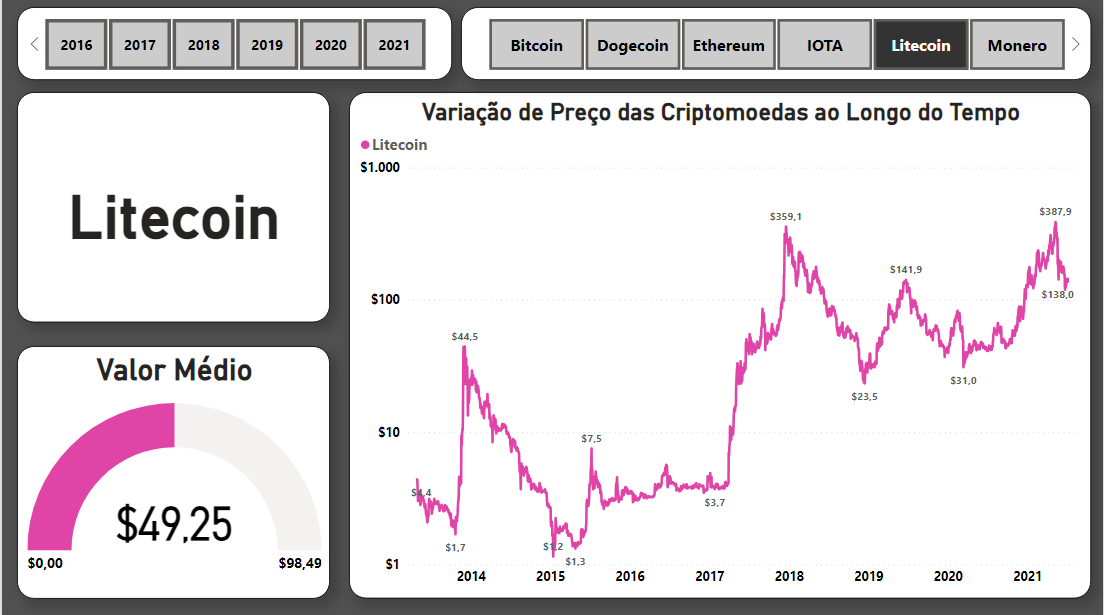 2016 2017 2018 2019 2020 2021
Bitcoin Dogecoin Ethereum IOTA Litecoin Monero
Litecoin
Valor Médio
$49,25
$0,00 $98,49
Variação de Preço das Criptomoedas ao Longo do Tempo
Litecoin
$1.000
$387,9
$359,1
$141,9
$138,0
$100
$44,5
$31,0
$23,5
$10
$7,5
$4,4
$3,7
$1,7
$1,2
$1,3
$1
2014 2015 2016 2017 2018 2019 2020 2021